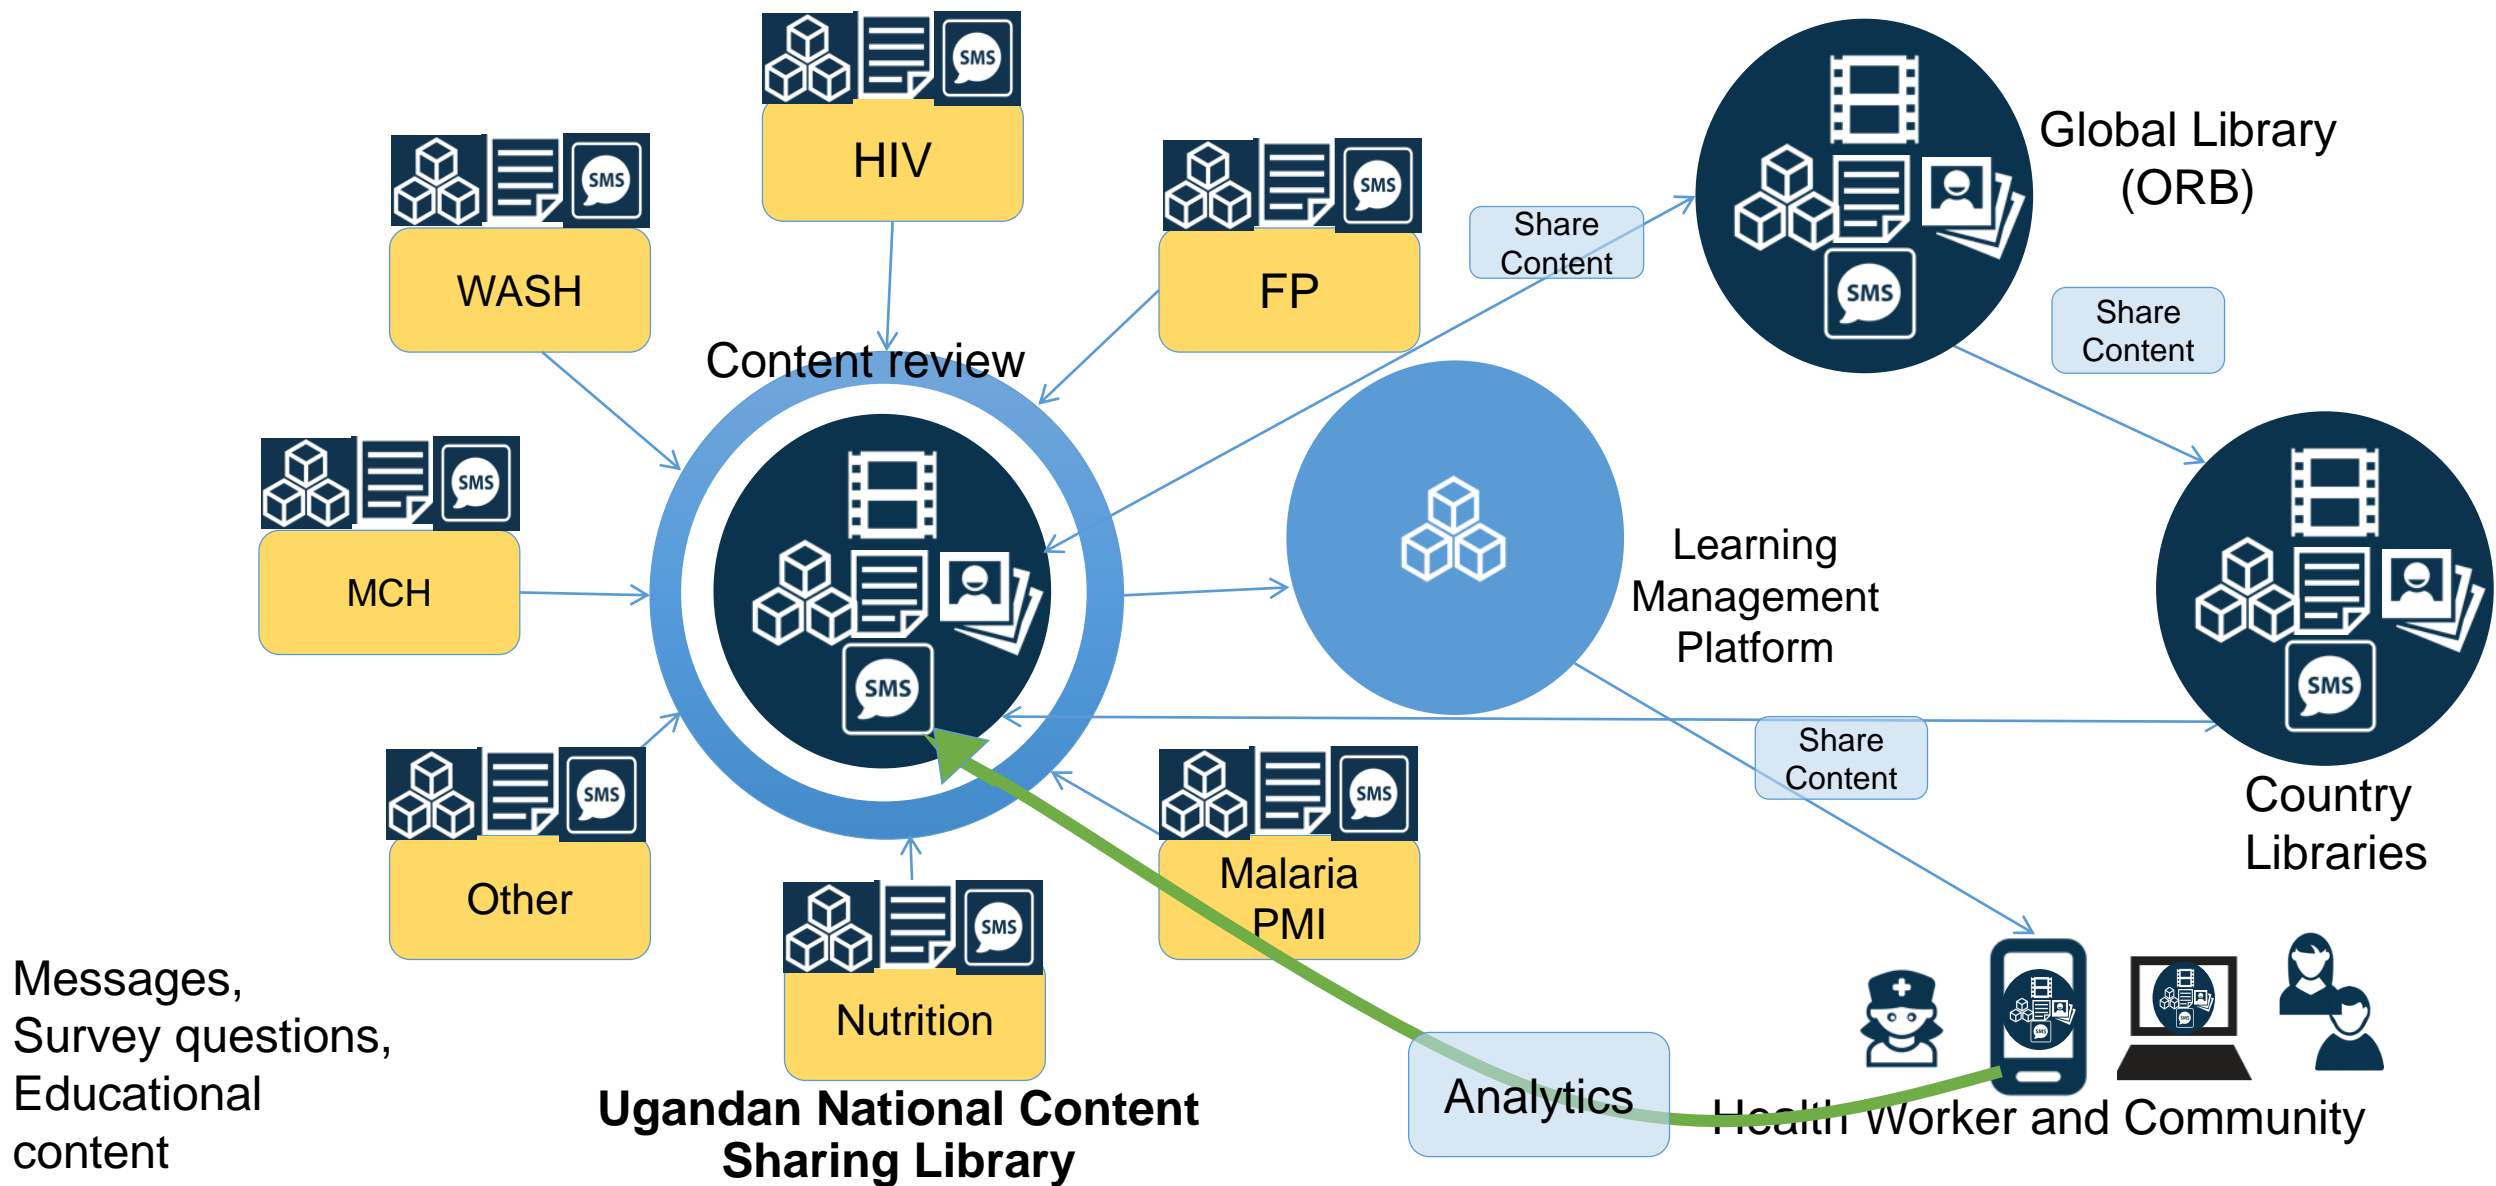 SMS
HIV
SMS
WASH
SMS
FP
Share
Content
SMS
Global Library
(ORB)
Share
Content
Content review
SMS
MCH
SMS
Learning
Management
Platform
SMS
Country
Libraries
Share
Content
SMS
Other
SMS
Nutrition
SMS
Malaria
PMI
Messages,
Survey questions,
Educational
content
Ugandan National Content
Sharing Library
Analytics
SMS
SMS
Health Worker and Community